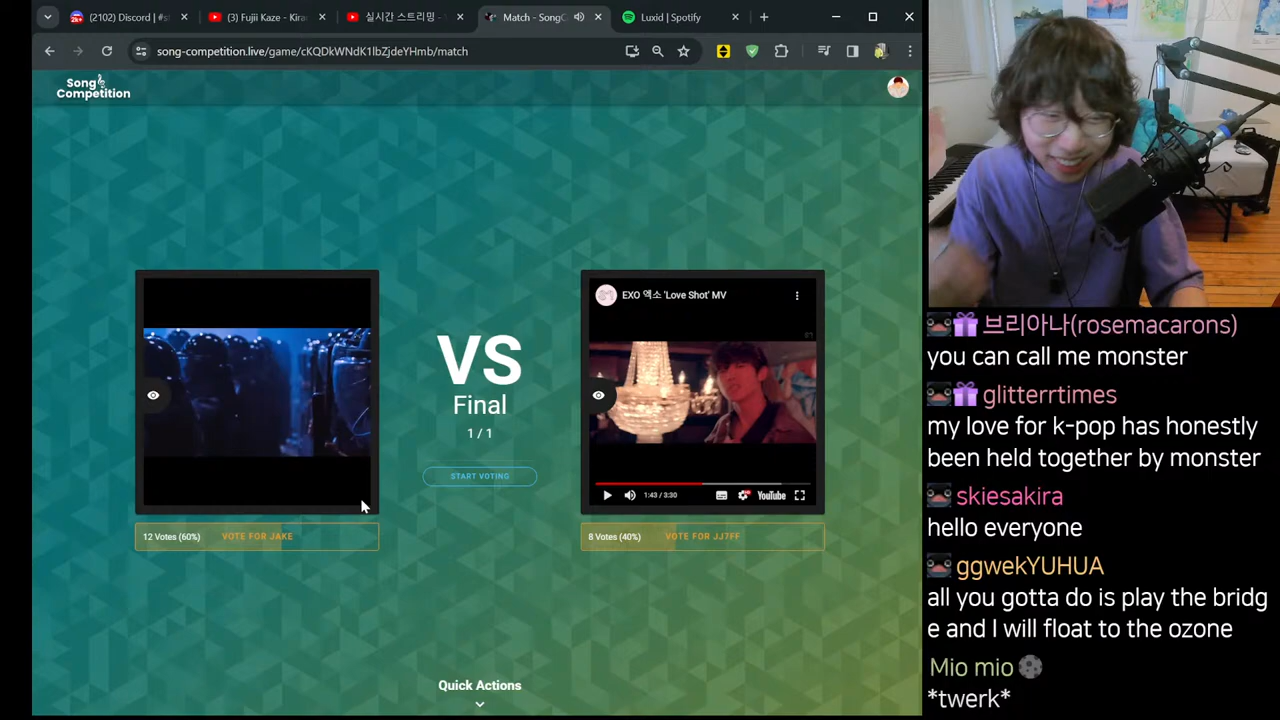 (2102) Discord | #s
(3) Fujii Kaze - Kira
실시간 스트리밍 -
Match - SongC
Luxid | Spotify
song-competition.live/game/cKQDkWNdK1lbZjdeYHmb/match
Song
Competition
EXO 엑소 'Love Shot' MV
VS
Final
1 / 1
START VOTING
1:43 / 3:30
YouTube
12 Votes (60%) VOTE FOR JAKE
8 Votes (40%) VOTE FOR JJ7FF
Quick Actions
브리아나(rosemacarons)
you can call me monster
glitterrtimes
my love for k-pop has honestly
been held together by monster
skiesakira
hello everyone
ggwekYUHUA
all you gotta do is play the bridg
e and I will float to the ozone
Mio mio
*twerk*